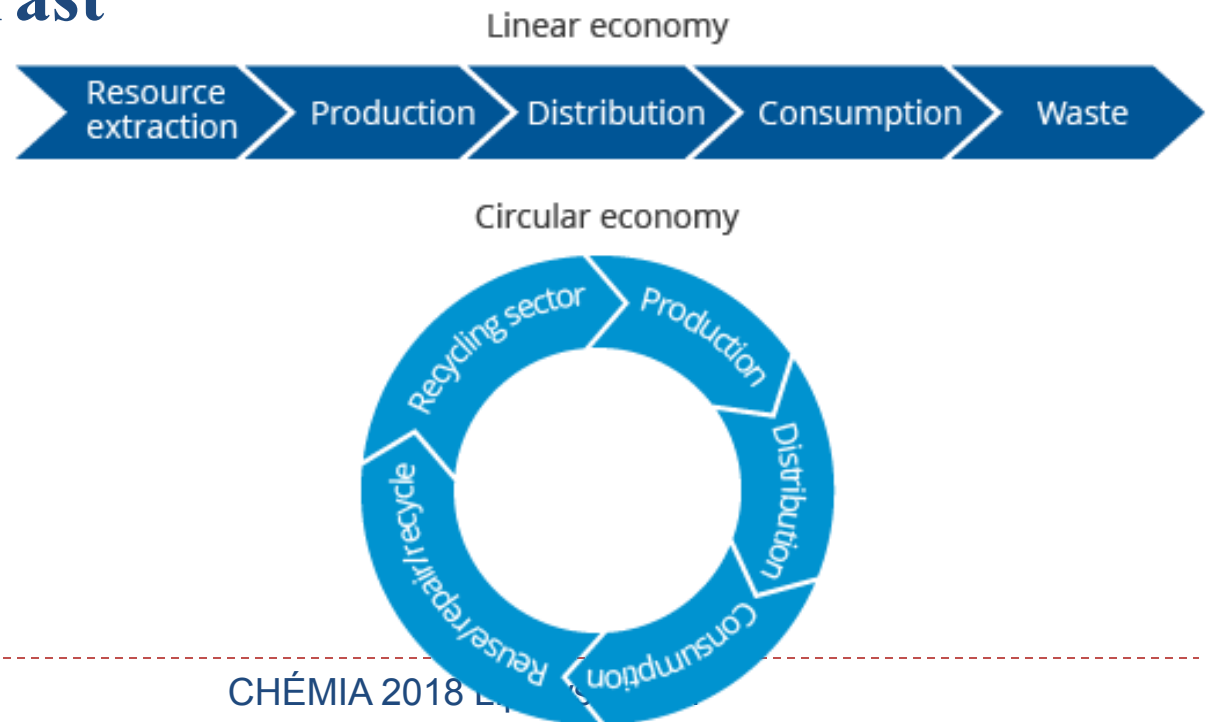 Linear economy
Resource
extraction
Production
Distribution
Consumption
Waste
Circular economy
Production
Distribution
Consumption
Reuse/repair/recycle
Recycling sector
CHÉMIA 2018